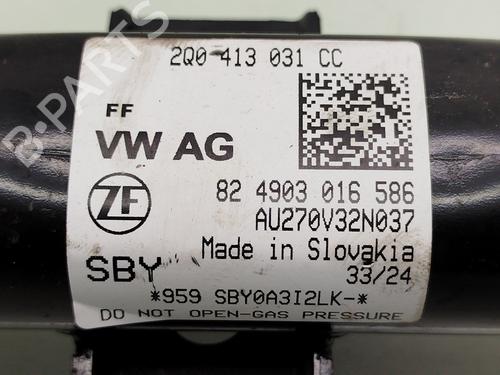 B-PARTS
2Q0 413 031 CC
FF
VW AG
ZF
82 4903 016 586
AU270V32N037
Made in Slovakia
SBY
33/24
*959 SBY0A3I2LK-*
DO NOT OPEN-GAS PRESSURE